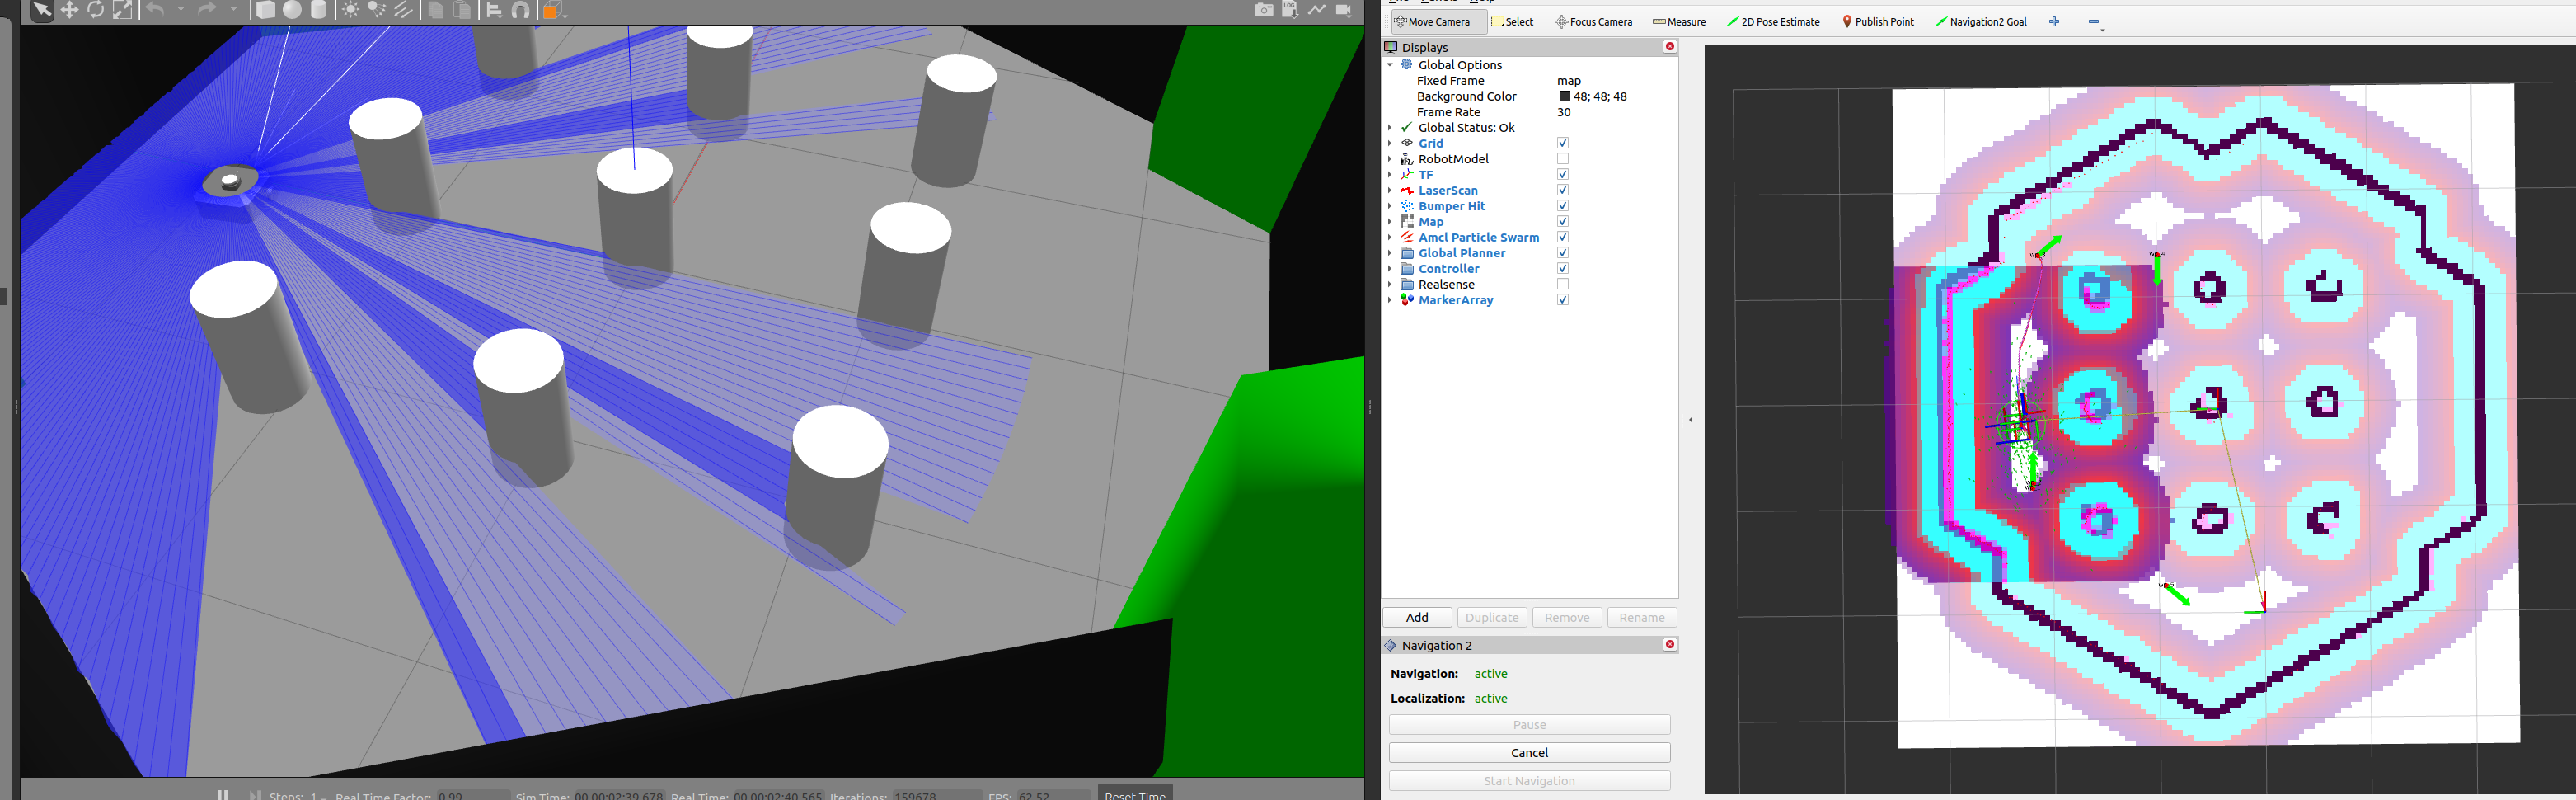 Move Camera
Select
Focus Camera
Measure
2D Pose Estimate
Publish Point
Navigation2 Goal
Displays
Global Options
Fixed Frame map
Background Color 48; 48; 48
Frame Rate 30
Global Status: Ok
Grid
RobotModel
TF
LaserScan
Bumper Hit
Map
Amcl Particle Swarm
Global Planner
Controller
Realsense
MarkerArray
Add Duplicate Remove Rename
Navigation 2
Navigation: active
Localization: active
Pause
Cancel
Start Navigation
LOG
Steps: 1 Real Time Factor: 0.99 Sim Time: 00 00:02:39.678 Real Time: 00 00:02:40.565 Iterations: 159678 FPS: 62.52 Reset Time